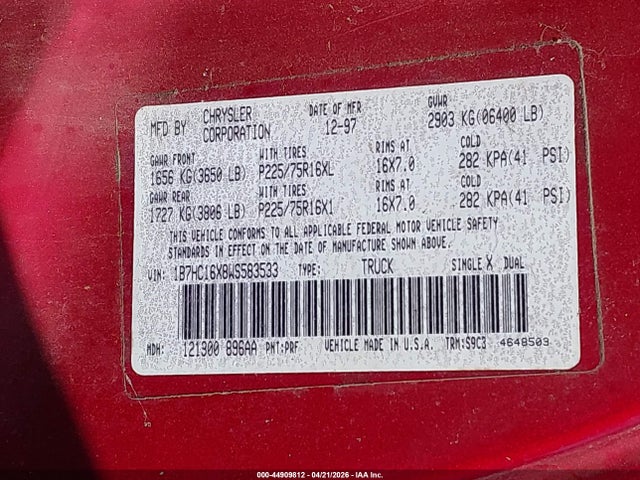 MFD BY CHRYSLER CORPORATION DATE OF MFR 12-97 GVWR 2903 KG(06400 LB)
GAWR FRONT WITH TIRES RIMS AT COLD
1656 KG(3650 LB) P225/75R16XL 16X7.0 282 KPA(41 PSI)
GAWR REAR WITH TIRES RIMS AT COLD
1727 KG(3806 LB) P225/75R16X1 16X7.0 282 KPA(41 PSI)
THIS VEHICLE CONFORMS TO ALL APPLICABLE FEDERAL MOTOR VEHICLE SAFETY
STANDARDS IN EFFECT ON THE DATE OF MANUFACTURE SHOWN ABOVE.
VIN: 1B7HC16X8WS583533 TYPE: TRUCK SINGLE X DUAL
MDH: 121300 896AA PNT:PRF VEHICLE MADE IN U.S.A. TRM:S9C3 4648503
000-44909812 - 04/21/2026 - IAA Inc.